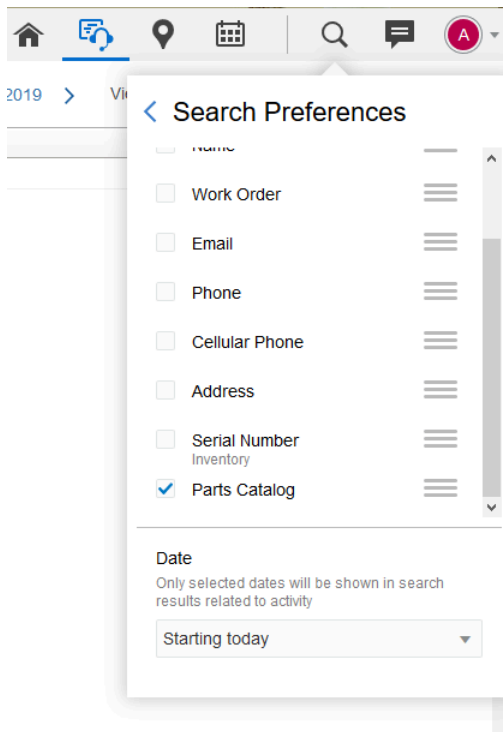 A
2019
Vi
Search Preferences
Name
Work Order
Email
Phone
Cellular Phone
Address
Serial Number
Inventory
Parts Catalog
Date
Only selected dates will be shown in search
results related to activity
Starting today